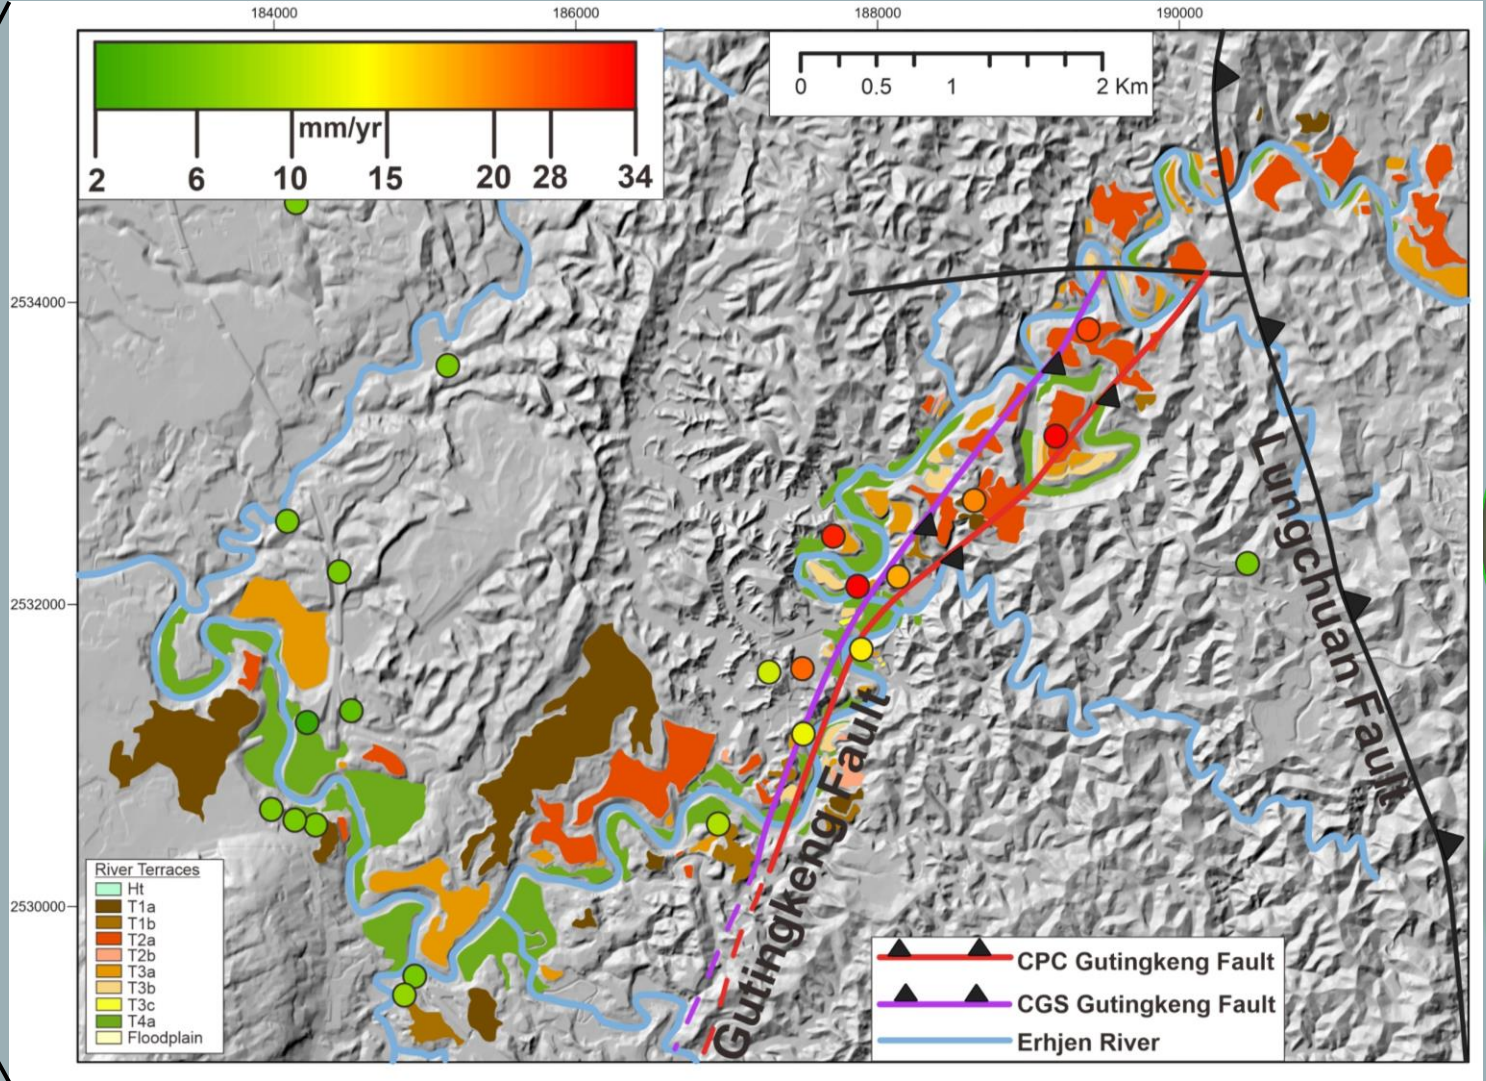 184000 186000 188000 190000
mm/yr
2 6 10 15 20 28 34
0 0.5 1 2 Km
2534000
2532000
2530000
Lungchuan Fault
Gutingkeng Fault
River Terraces
Ht
T1a
T1b
T2a
T2b
T3a
T3b
T3c
T4a
Floodplain
CPC Gutingkeng Fault
CGS Gutingkeng Fault
Erhjen River